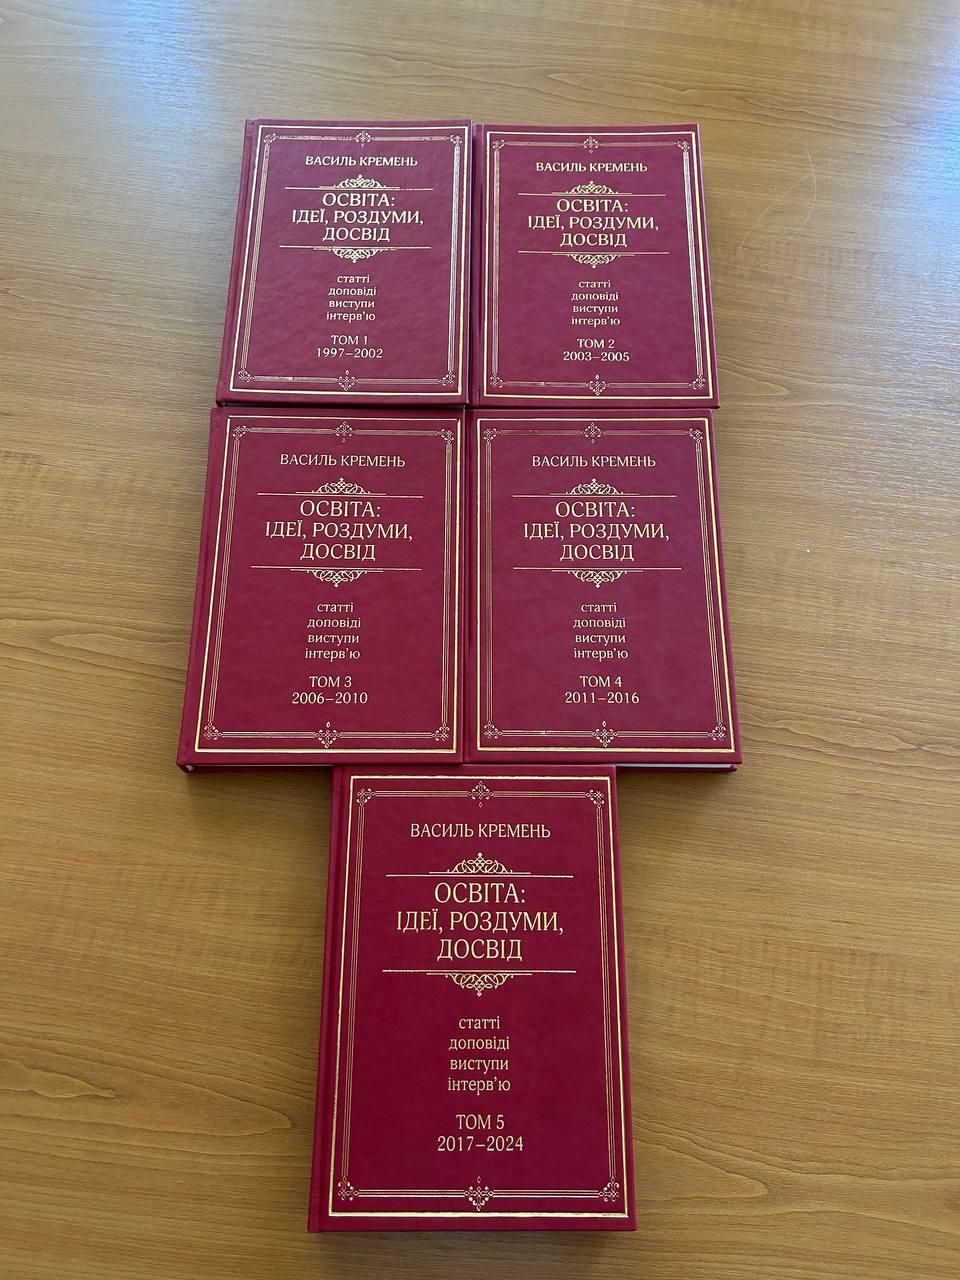 ВАСИЛЬ КРЕМЕНЬ
ОСВІТА:
ІДЕЇ, РОЗДУМИ,
ДОСВІД
статті
доповіді
виступи
інтерв'ю
ТОМ 1
1997–2002
ВАСИЛЬ КРЕМЕНЬ
ОСВІТА:
ІДЕЇ, РОЗДУМИ,
ДОСВІД
статті
доповіді
виступи
інтерв'ю
ТОМ 2
2003–2005
ВАСИЛЬ КРЕМЕНЬ
ОСВІТА:
ІДЕЇ, РОЗДУМИ,
ДОСВІД
статті
доповіді
виступи
інтерв'ю
ТОМ 3
2006–2010
ВАСИЛЬ КРЕМЕНЬ
ОСВІТА:
ІДЕЇ, РОЗДУМИ,
ДОСВІД
статті
доповіді
виступи
інтерв'ю
ТОМ 4
2011–2016
ВАСИЛЬ КРЕМЕНЬ
ОСВІТА:
ІДЕЇ, РОЗДУМИ,
ДОСВІД
статті
доповіді
виступи
інтерв'ю
ТОМ 5
2017–2024